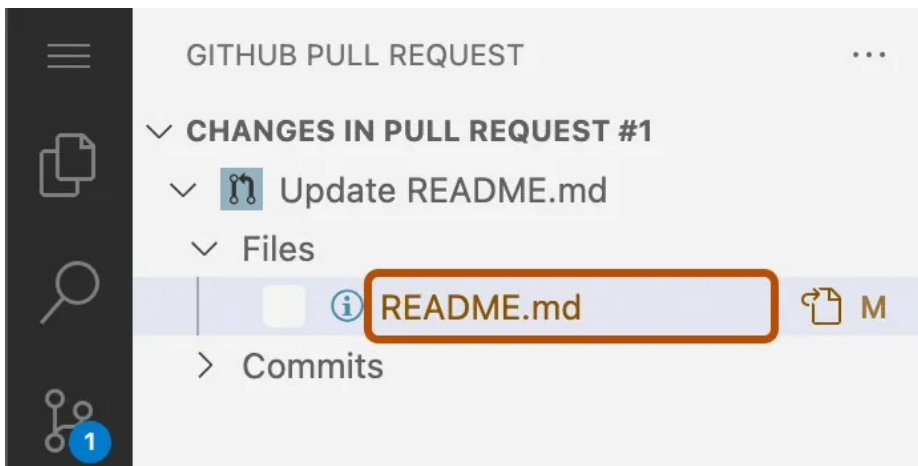 GITHUB PULL REQUEST
CHANGES IN PULL REQUEST #1
Update README.md
Files
README.md M
Commits
1